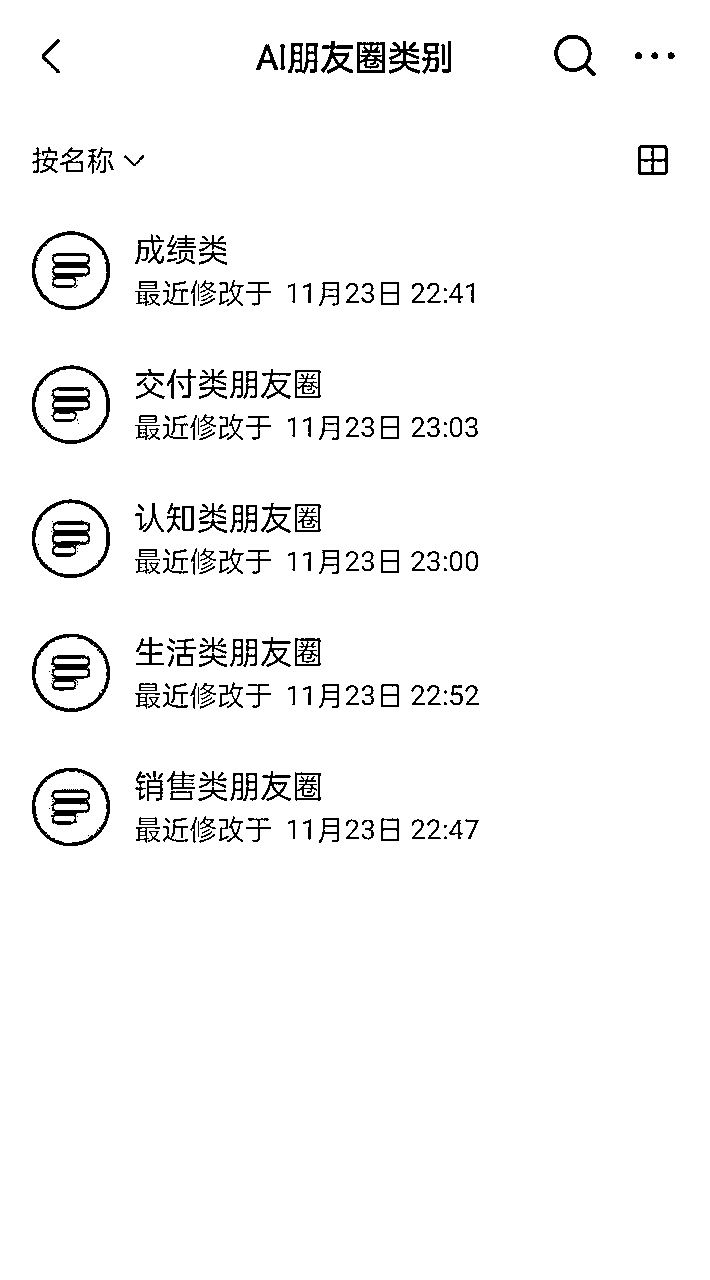 AI朋友圈类别
按名称
成绩类
最近修改于 11月23日 22:41
交付类朋友圈
最近修改于 11月23日 23:03
认知类朋友圈
最近修改于 11月23日 23:00
生活类朋友圈
最近修改于 11月23日 22:52
销售类朋友圈
最近修改于 11月23日 22:47